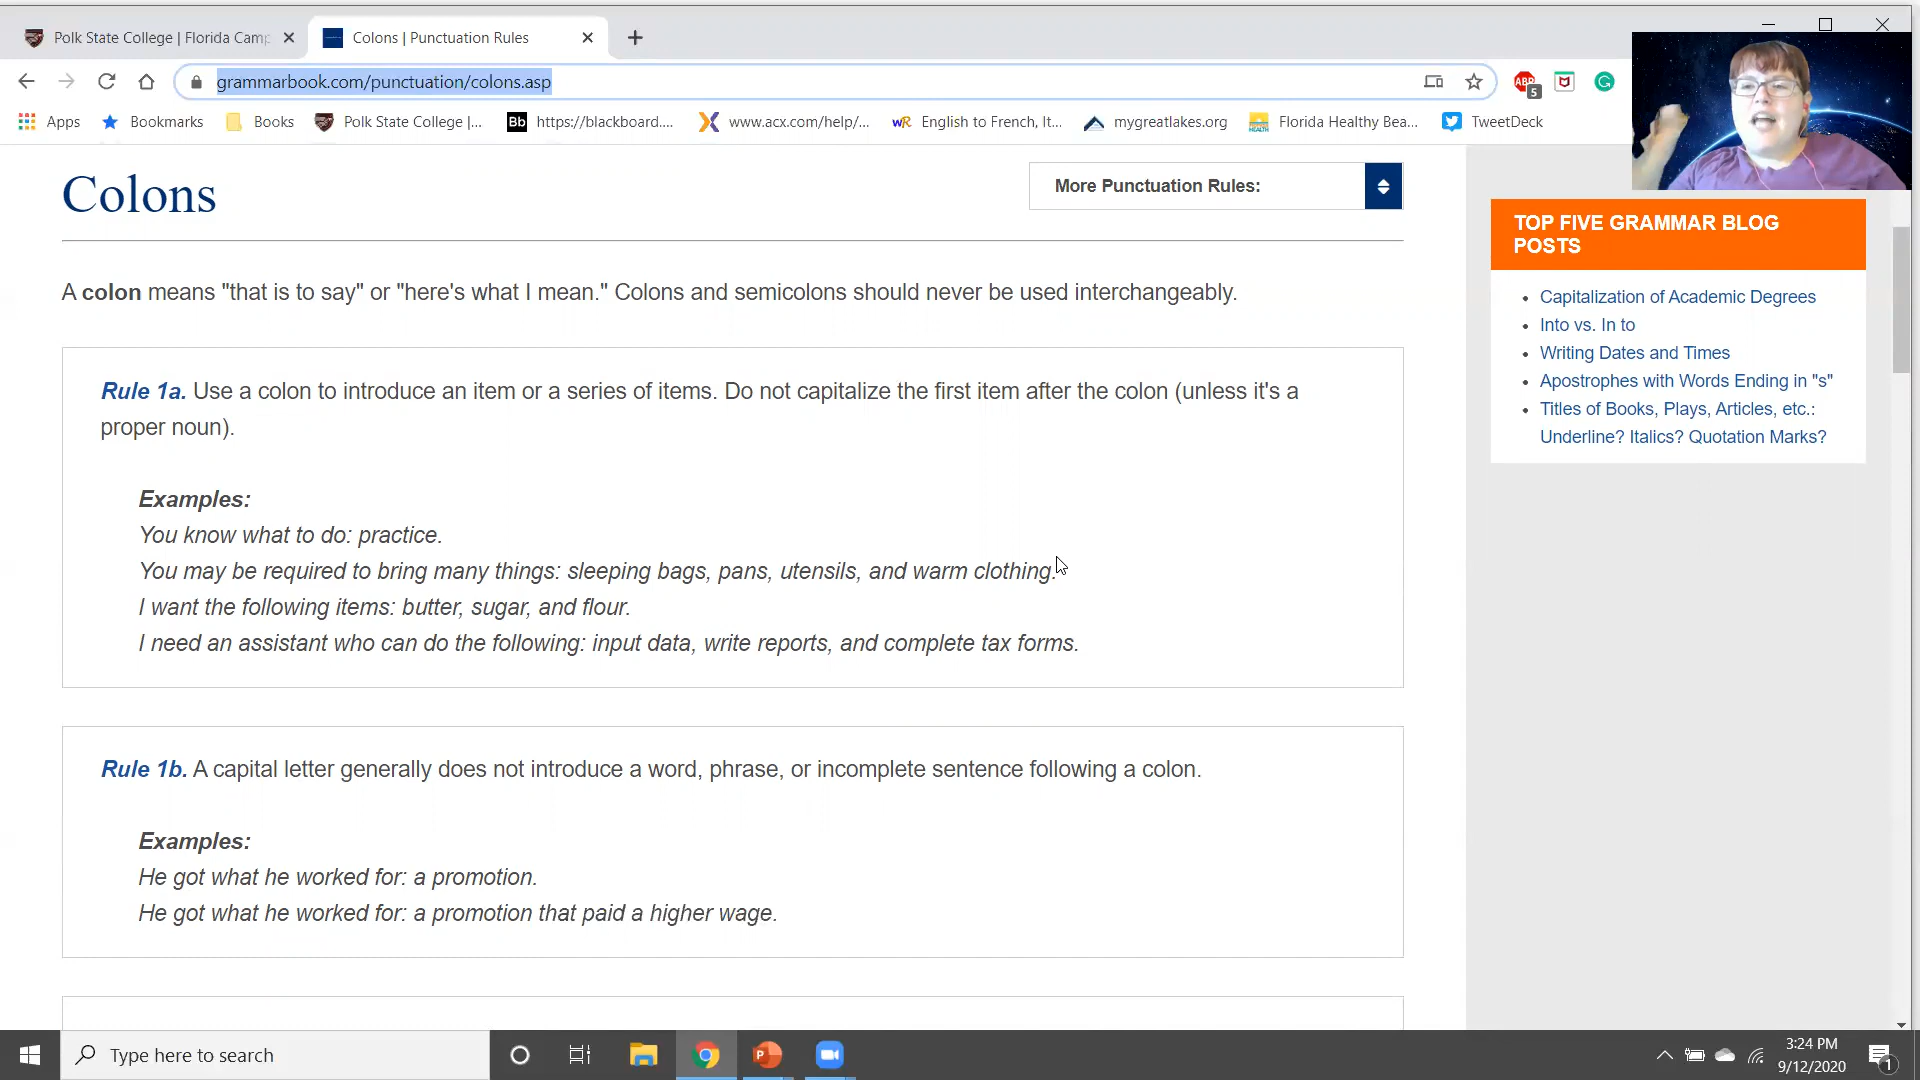 Polk State College | Florida Camp
Colons | Punctuation Rules
grammarbook.com/punctuation/colons.asp
ABP
5
Apps
Bookmarks
Books
Polk State College |...
Bb
https://blackboard....
www.acx.com/help/...
WR
English to French, It...
mygreatlakes.org
HEALTH
Florida Healthy Bea...
TweetDeck
Colons
More Punctuation Rules:
A colon means "that is to say" or "here's what I mean." Colons and semicolons should never be used interchangeably.
Rule 1a. Use a colon to introduce an item or a series of items. Do not capitalize the first item after the colon (unless it's a
proper noun).
Examples:
You know what to do: practice.
You may be required to bring many things: sleeping bags, pans, utensils, and warm clothing.
I want the following items: butter, sugar, and flour.
I need an assistant who can do the following: input data, write reports, and complete tax forms.
Rule 1b. A capital letter generally does not introduce a word, phrase, or incomplete sentence following a colon.
Examples:
He got what he worked for: a promotion.
He got what he worked for: a promotion that paid a higher wage.
TOP FIVE GRAMMAR BLOG
POSTS
Capitalization of Academic Degrees
Into vs. In to
Writing Dates and Times
Apostrophes with Words Ending in "s"
Titles of Books, Plays, Articles, etc.:
Underline? Italics? Quotation Marks?
Type here to search
3:24 PM
9/12/2020
1